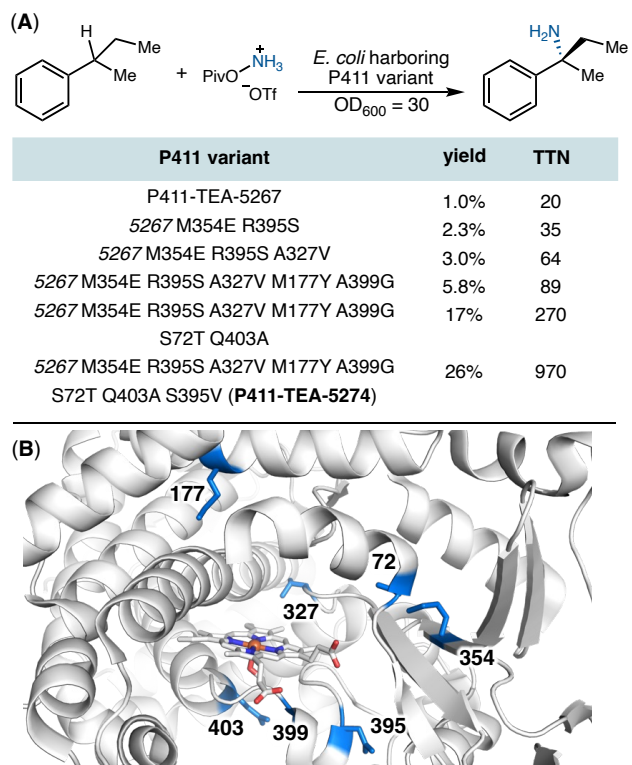 (A)
H
Me
Me
+
PivO
+
NH3
−OTf
E. coli harboring
P411 variant
OD600 = 30
H2N
Me
Me
P411 variant yield TTN
P411-TEA-5267 1.0% 20
5267 M354E R395S 2.3% 35
5267 M354E R395S A327V 3.0% 64
5267 M354E R395S A327V M177Y A399G 5.8% 89
5267 M354E R395S A327V M177Y A399G 17% 270
S72T Q403A
5267 M354E R395S A327V M177Y A399G 26% 970
S72T Q403A S395V (P411-TEA-5274)
(B)
177
72
327
354
403
399
395